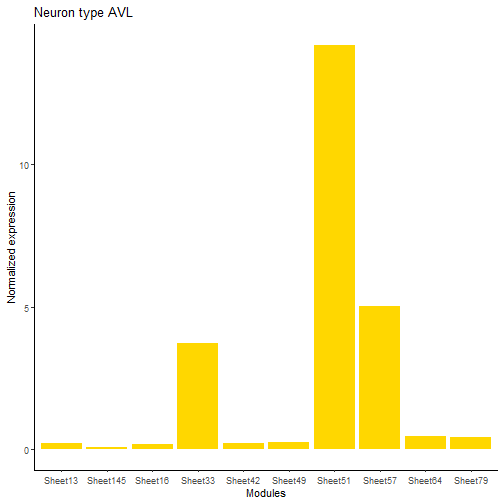 Neuron type AVL
Normalized expression
10
5
0
Sheet13 Sheet145 Sheet16 Sheet33 Sheet42 Sheet49 Sheet51 Sheet57 Sheet64 Sheet79
Modules